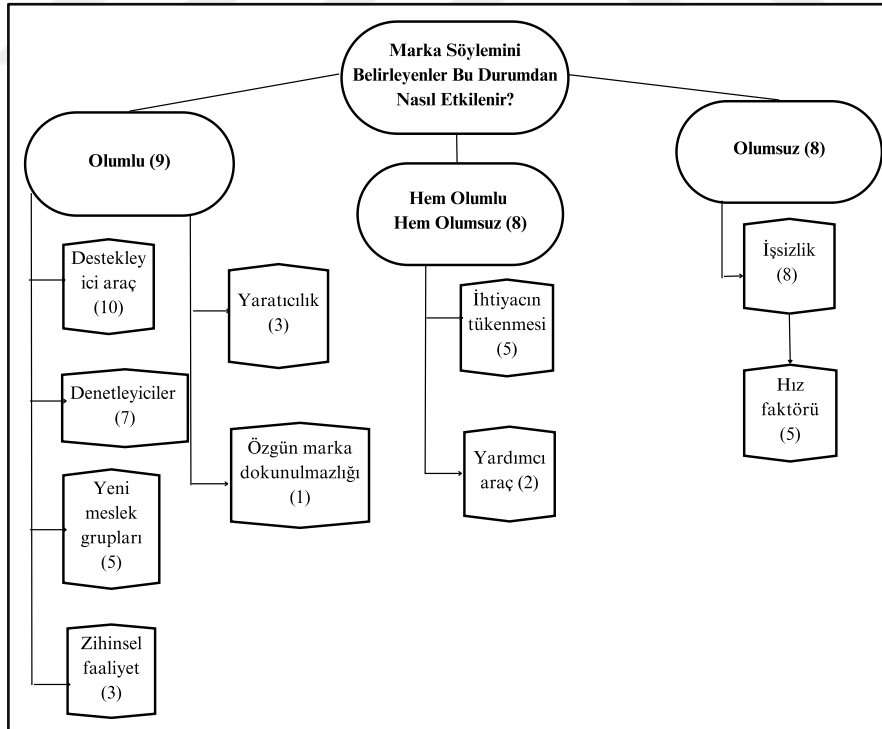 Marka Söylemini
Belirleyenler Bu Durumdan
Nasıl Etkilenir?
Olumlu (9)
Hem Olumlu
Hem Olumsuz (8)
Olumsuz (8)
Destekley
ici araç
(10)
Denetleyiciler
(7)
Yeni
meslek
grupları
(5)
Zihinsel
faaliyet
(3)
Yaratıcılık
(3)
Özgün marka
dokunulmazlığı
(1)
İhtiyacın
tükenmesi
(5)
Yardımcı
araç (2)
İşsizlik
(8)
Hız
faktörü
(5)